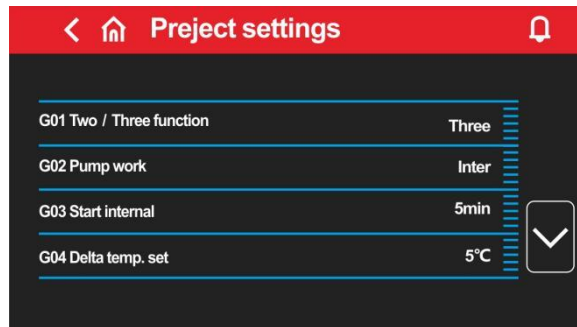 Preject settings
G01 Two / Three function Three
G02 Pump work Inter
G03 Start internal 5min
G04 Delta temp. set 5℃